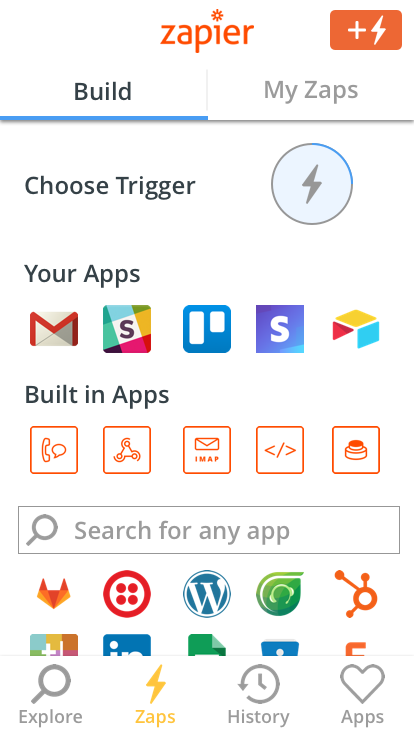 zapier
Build
My Zaps
Choose Trigger
Your Apps
S
S
Built in Apps
IMAP
</>
Search for any app
in
Explore
Zaps
History
Apps